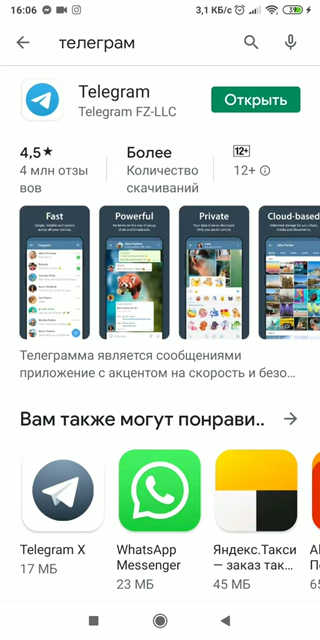 16:06
3,1 КБ/с
39
телеграм
Telegram
Telegram FZ-LLC
Открыть
4,5★
4 млн отзы
вов
Более
Количество
скачиваний
12+
12+
Fast
Powerful
Private
Cloud-based
Телеграмма является сообщениями
приложение с акцентом на скорость и безо...
Вам также могут понрави..
Telegram X
17 МБ
WhatsApp
Messenger
23 МБ
Яндекс.Такси
— заказ так...
45 МБ